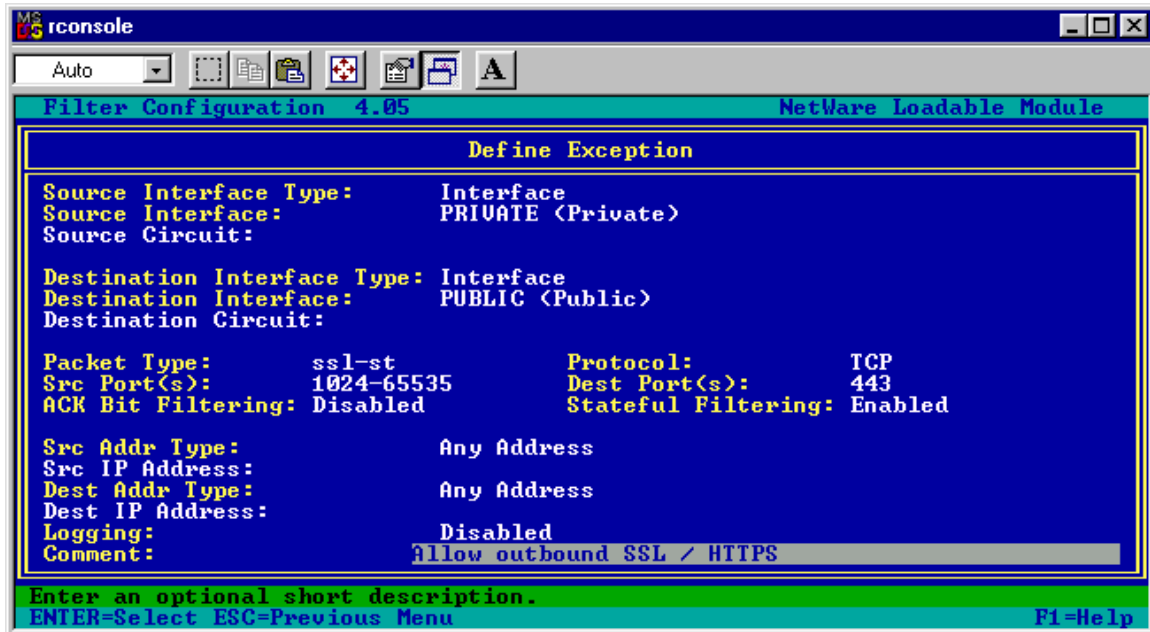 rconsole
Auto A
Filter Configuration 4.05 NetWare Loadable Module
Define Exception
Source Interface Type: Interface
Source Interface: PRIVATE (Private)
Source Circuit:
Destination Interface Type: Interface
Destination Interface: PUBLIC (Public)
Destination Circuit:
Packet Type: ssl-st Protocol: TCP
Src Port(s): 1024-65535 Dest Port(s): 443
ACK Bit Filtering: Disabled Stateful Filtering: Enabled
Src Addr Type: Any Address
Src IP Address:
Dest Addr Type: Any Address
Dest IP Address:
Logging: Disabled
Comment: Allow outbound SSL / HTTPS
Enter an optional short description.
ENTER=Select ESC=Previous Menu F1=Help